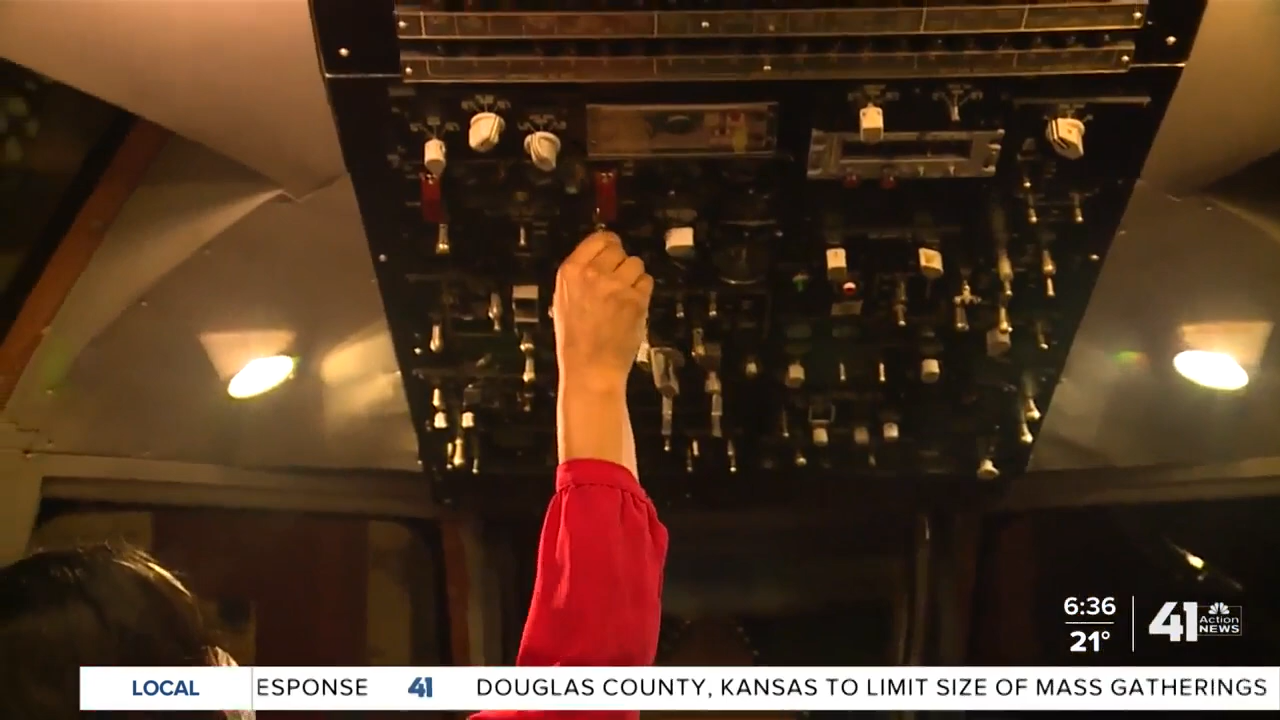 6:36
21°
41 Action
NEWS
LOCAL ESPONSE 41 DOUGLAS COUNTY, KANSAS TO LIMIT SIZE OF MASS GATHERINGS